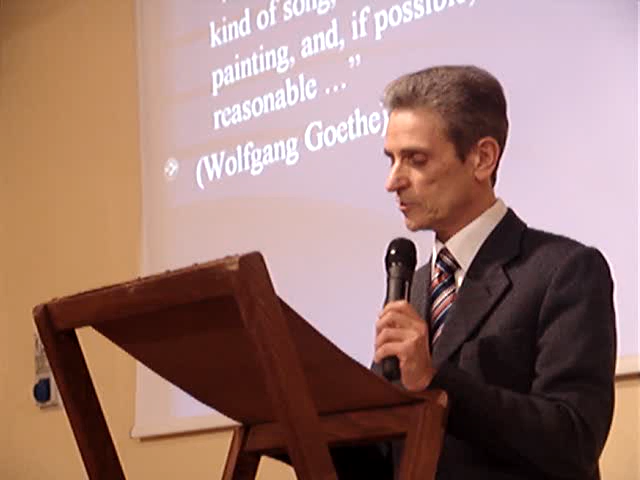 kind of song,
painting, and, if possible,
reasonable …”
(Wolfgang Goethe)